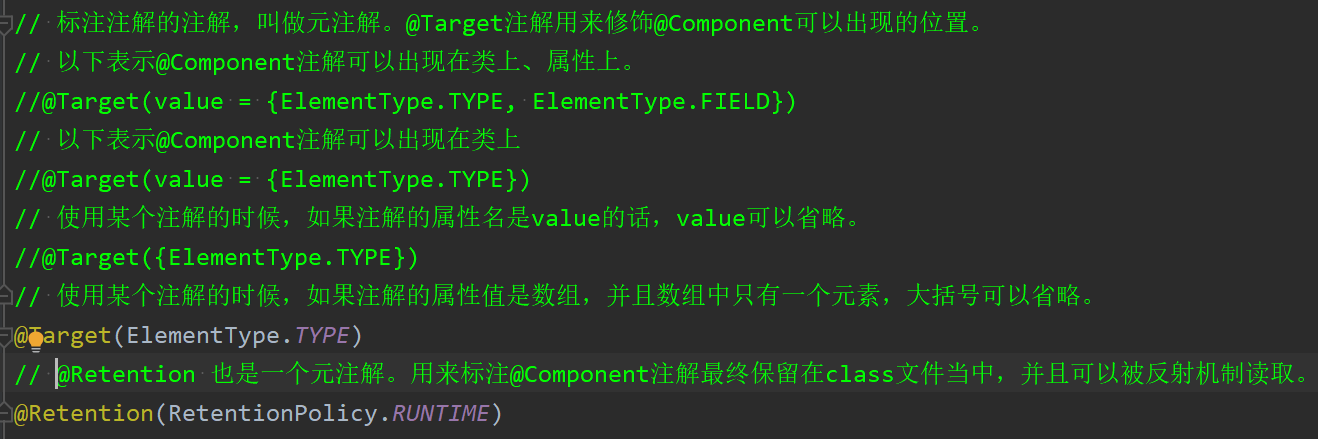 // 标注注解的注解，叫做元注解。@Target注解用来修饰@Component可以出现的位置。
// 以下表示@Component注解可以出现在类上、属性上。
//@Target(value = {ElementType.TYPE, ElementType.FIELD})
// 以下表示@Component注解可以出现在类上
//@Target(value = {ElementType.TYPE})
// 使用某个注解的时候，如果注解的属性名是value的话，value可以省略。
//@Target({ElementType.TYPE})
// 使用某个注解的时候，如果注解的属性值是数组，并且数组中只有一个元素，大括号可以省略。
@Target(ElementType.TYPE)
// @Retention 也是一个元注解。用来标注@Component注解最终保留在class文件当中，并且可以被反射机制读取。
@Retention(RetentionPolicy.RUNTIME)